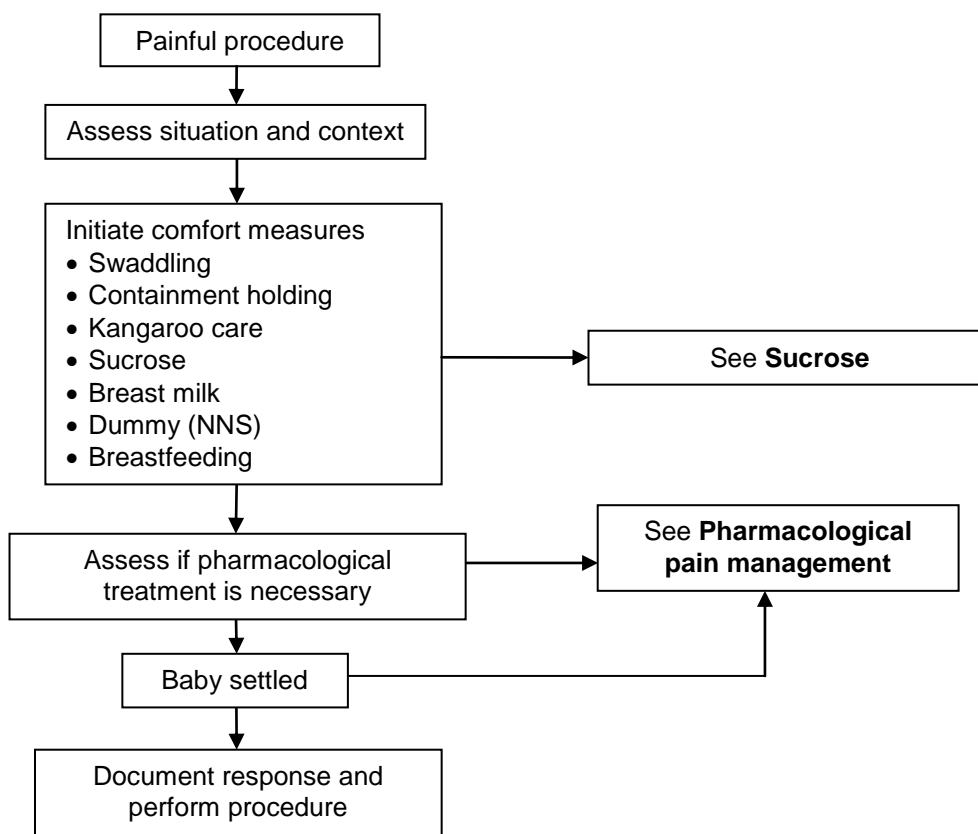 Painful procedure
Assess situation and context
Initiate comfort measures
• Swaddling
• Containment holding
• Kangaroo care
• Sucrose
• Breast milk
• Dummy (NNS)
• Breastfeeding
See Sucrose
Assess if pharmacological
treatment is necessary
See Pharmacological
pain management
Baby settled
Document response and
perform procedure